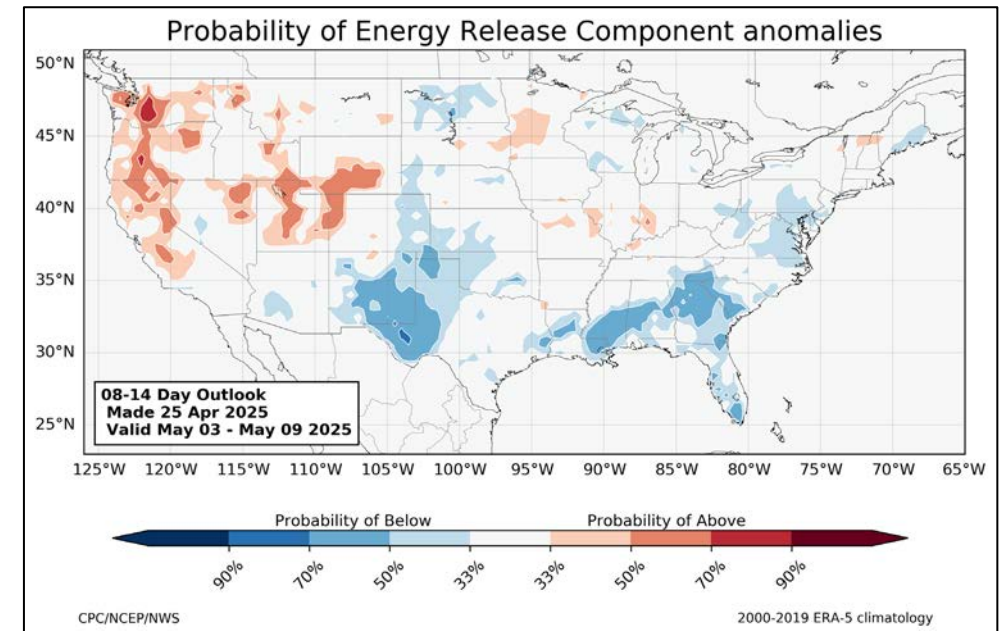 Probability of Energy Release Component anomalies
50°N
45°N
40°N
35°N
30°N
25°N
08-14 Day Outlook
Made 25 Apr 2025
Valid May 03 - May 09 2025
125°W 120°W 115°W 110°W 105°W 100°W 95°W 90°W 85°W 80°W 75°W 70°W 65°W
Probability of Below Probability of Above
90% 70% 50% 33% 33% 50% 70% 90%
CPC/NCEP/NWS 2000-2019 ERA-5 climatology